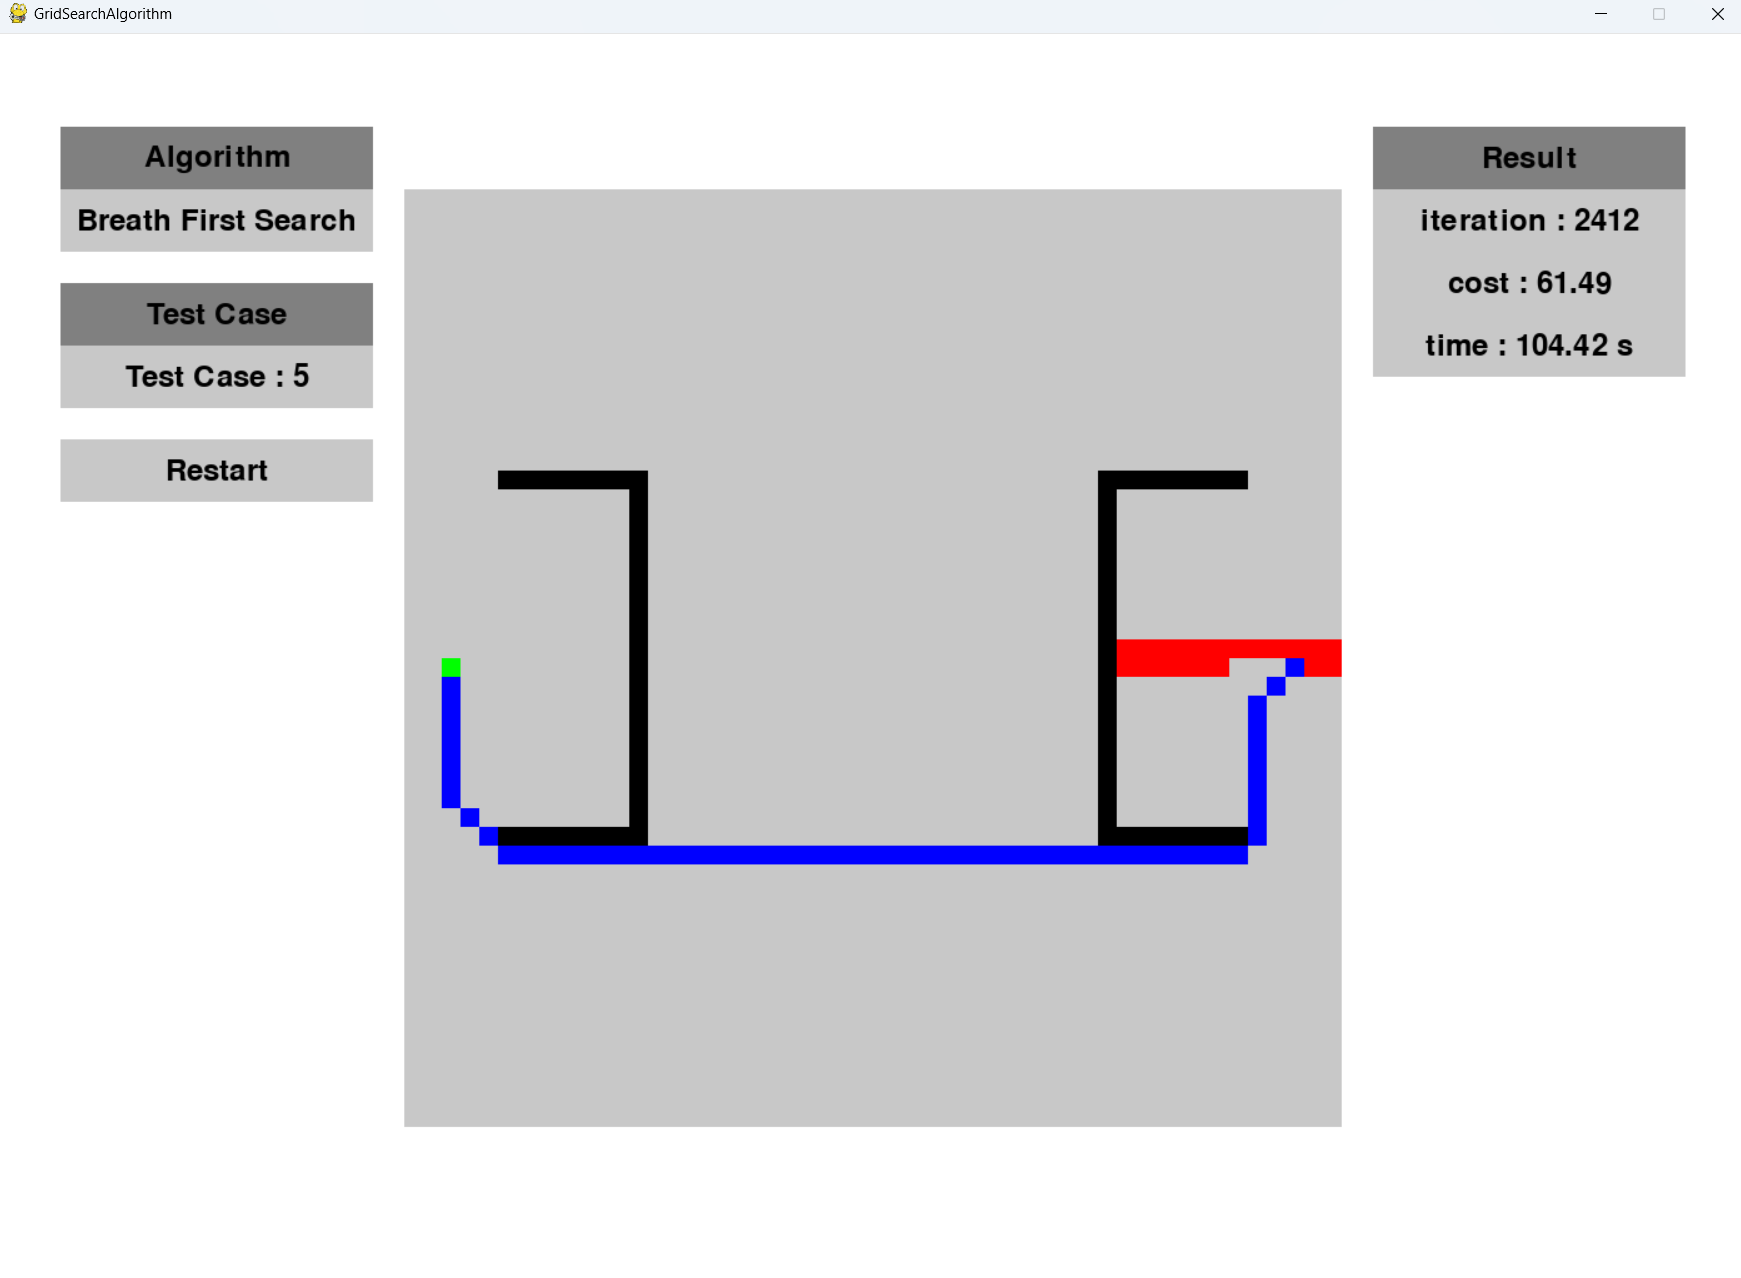 GridSearchAlgorithm
Algorithm
Breath First Search
Test Case
Test Case : 5
Restart
Result
iteration : 2412
cost : 61.49
time : 104.42 s